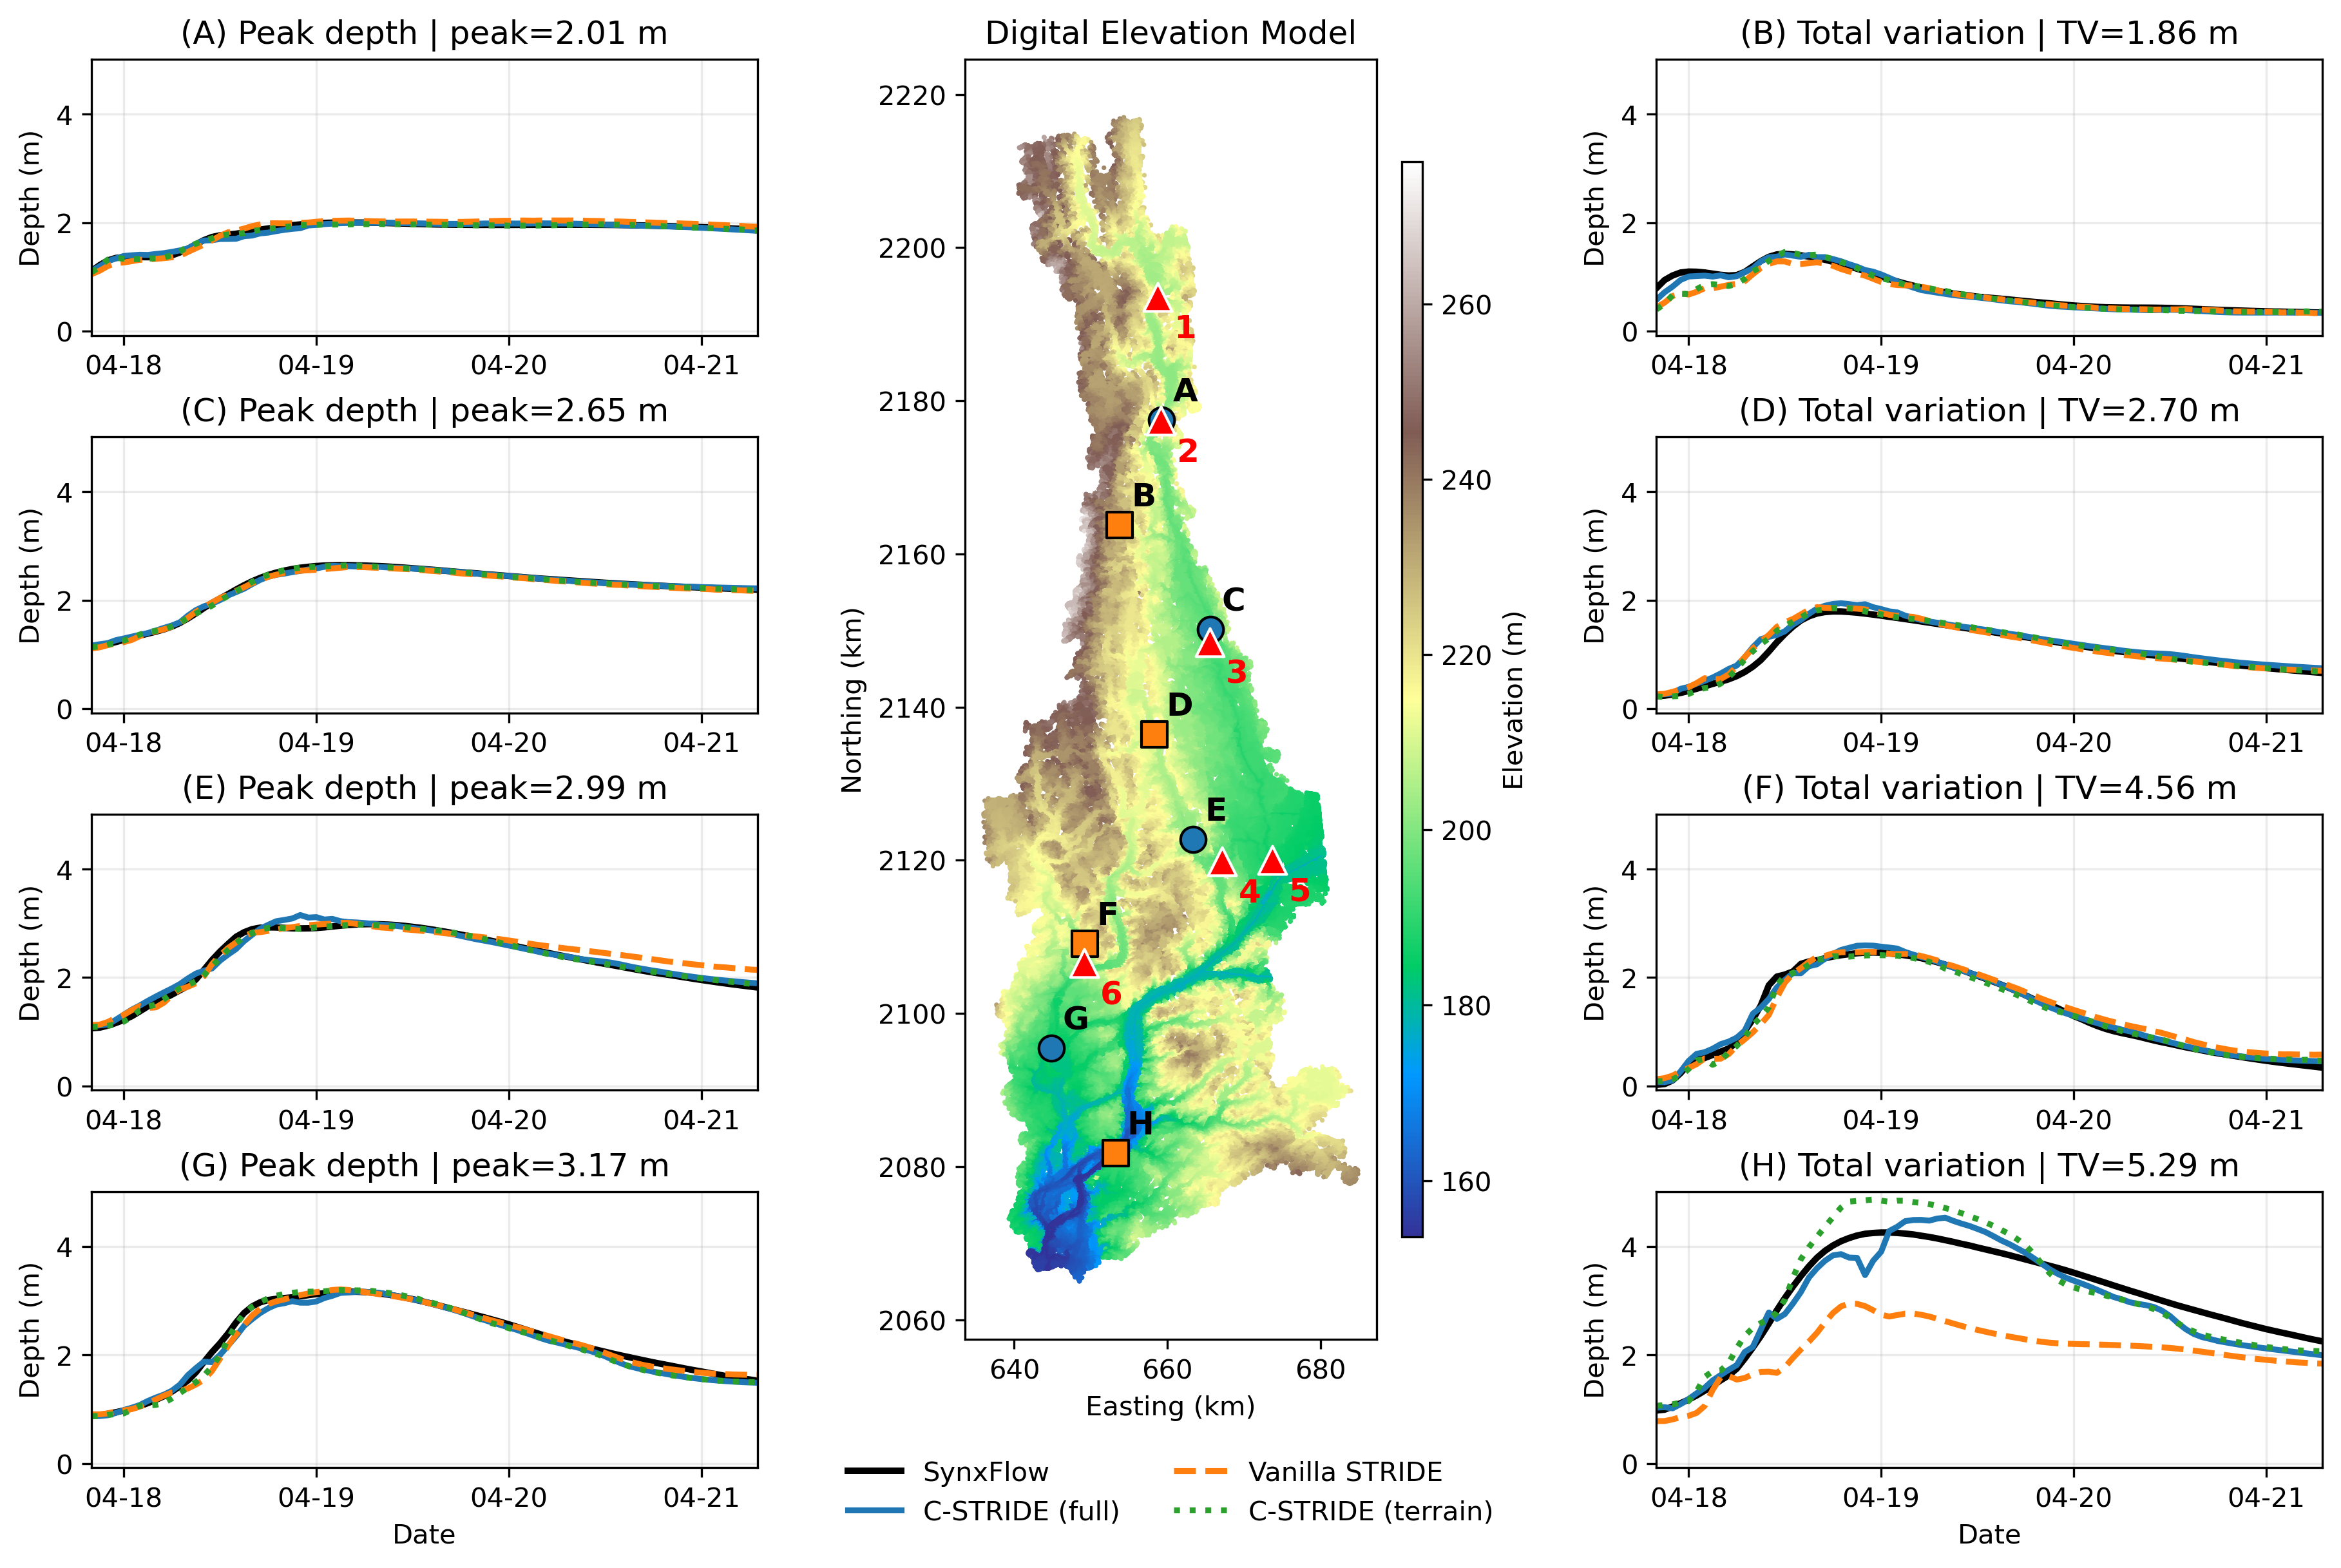 (A) Peak depth | peak=2.01 m
Depth (m)
4
2
0
04-18 04-19 04-20 04-21
(C) Peak depth | peak=2.65 m
Depth (m)
4
2
0
04-18 04-19 04-20 04-21
(E) Peak depth | peak=2.99 m
Depth (m)
4
2
0
04-18 04-19 04-20 04-21
(G) Peak depth | peak=3.17 m
Depth (m)
4
2
0
04-18 04-19 04-20 04-21
Date
Digital Elevation Model
Northing (km)
2220
2200
2180
2160
2140
2120
2100
2080
2060
1
A
2
B
C
3
D
E
4
5
F
6
G
H
640 660 680
Easting (km)
260
240
220
200
180
160
Elevation (m)
SynxFlow
C-STRIDE (full)
Vanilla STRIDE
C-STRIDE (terrain)
(B) Total variation | TV=1.86 m
Depth (m)
4
2
0
04-18 04-19 04-20 04-21
(D) Total variation | TV=2.70 m
Depth (m)
4
2
0
04-18 04-19 04-20 04-21
(F) Total variation | TV=4.56 m
Depth (m)
4
2
0
04-18 04-19 04-20 04-21
(H) Total variation | TV=5.29 m
Depth (m)
4
2
0
04-18 04-19 04-20 04-21
Date